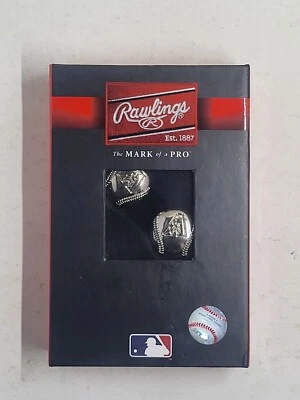 Rawlings
R
Est. 1887
The MARK of a PRO